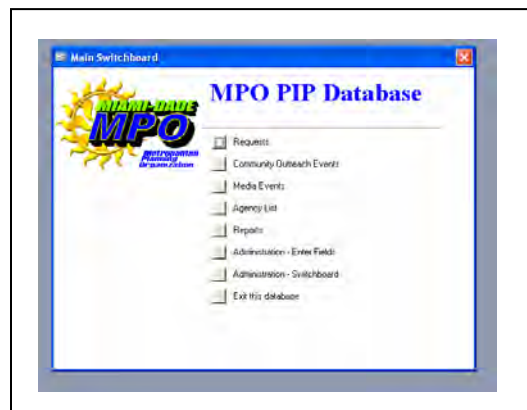 Main Switchboard
MIAMI-DADE
MPO
Metropolitan
Planning
Organization
MPO PIP Database
Requests
Community Outreach Events
Media Events
Agency List
Reports
Administration - Enter Fields
Administration - Switchboard
Exit this database